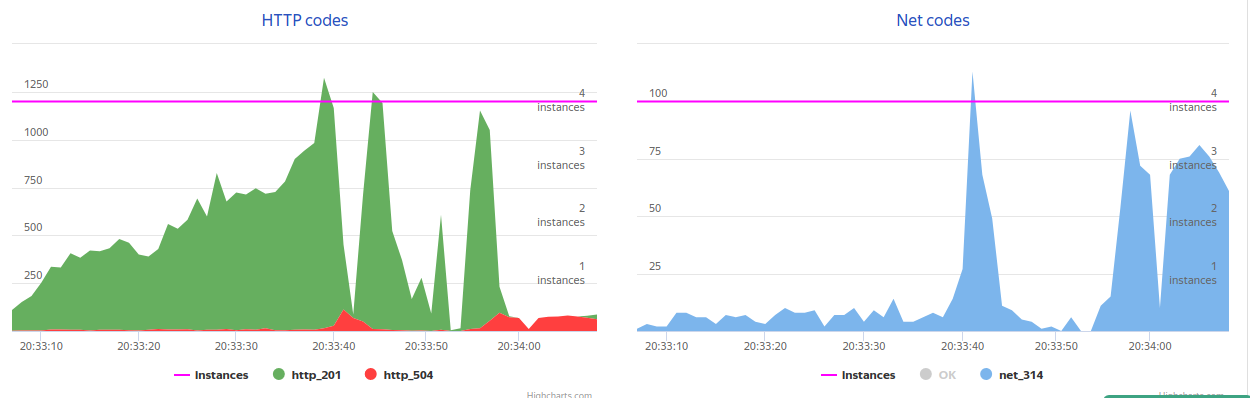 HTTP codes
1250
1000
750
500
250
4
instances
3
instances
2
instances
1
instances
20:33:10
20:33:20
20:33:30
20:33:40
20:33:50
20:34:00
Instances
http_201
http_504
Highcharts.com
Net codes
100
75
50
25
4
instances
3
instances
2
instances
1
instances
20:33:10
20:33:20
20:33:30
20:33:40
20:33:50
20:34:00
Instances
OK
net_314
Highcharts.com